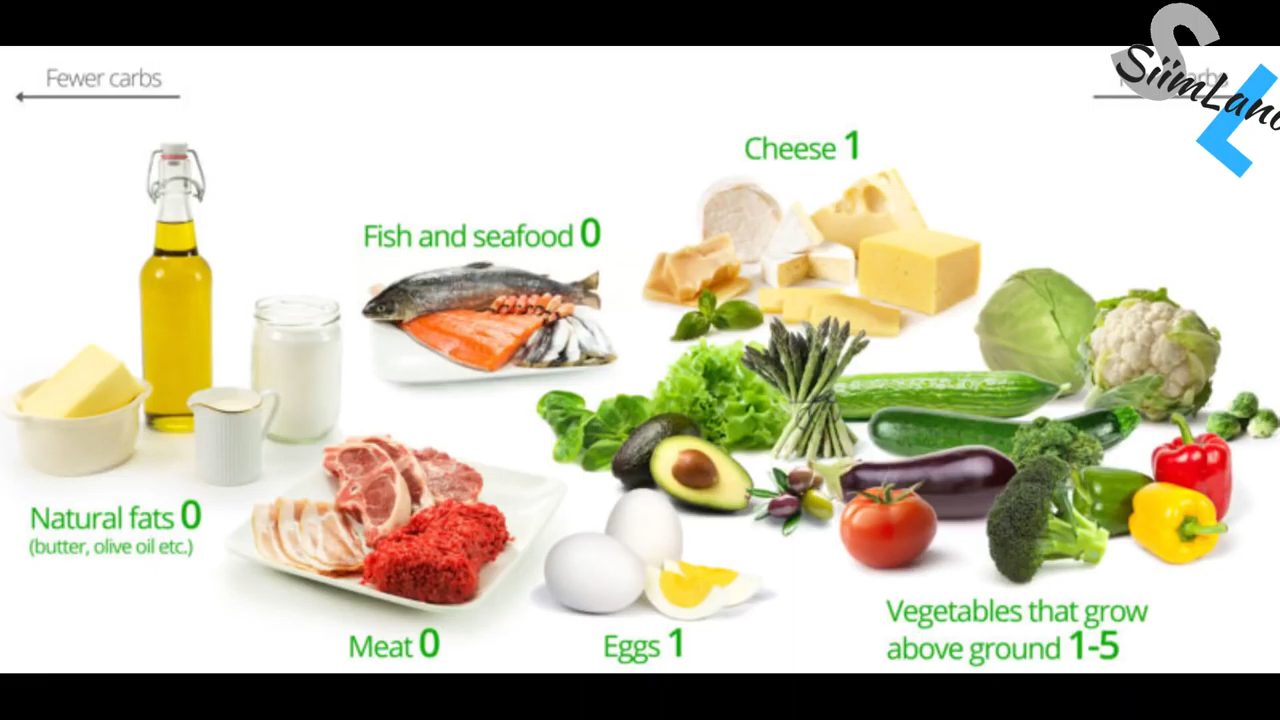 Fewer carbs
SiimLand
Cheese 1
Fish and seafood 0
Natural fats 0
(butter, olive oil etc.)
Meat 0
Eggs 1
Vegetables that grow
above ground 1-5